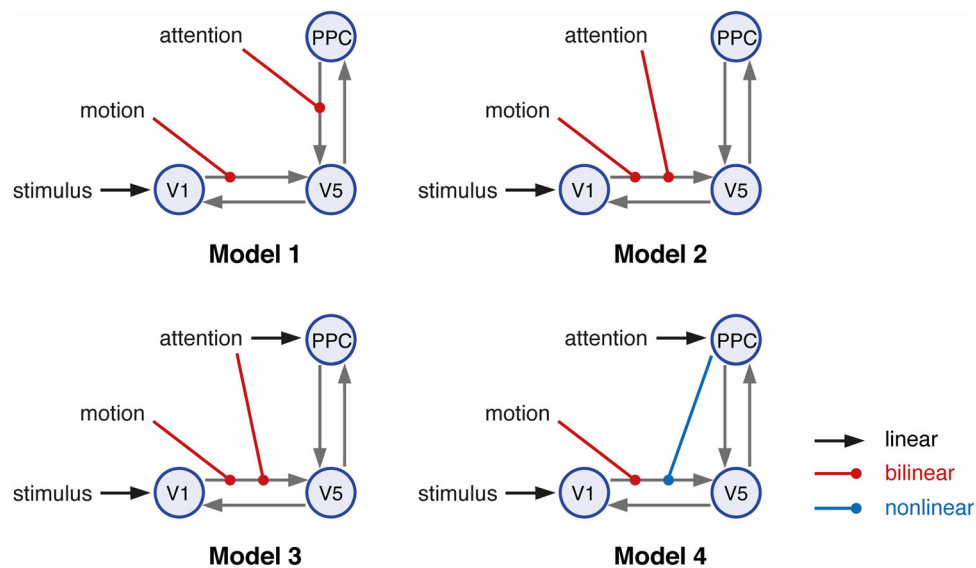 attention
PPC
motion
stimulus
V1
V5
Model 1
attention
PPC
motion
stimulus
V1
V5
Model 2
attention
PPC
motion
stimulus
V1
V5
Model 3
attention
PPC
motion
stimulus
V1
V5
Model 4
linear
bilinear
nonlinear